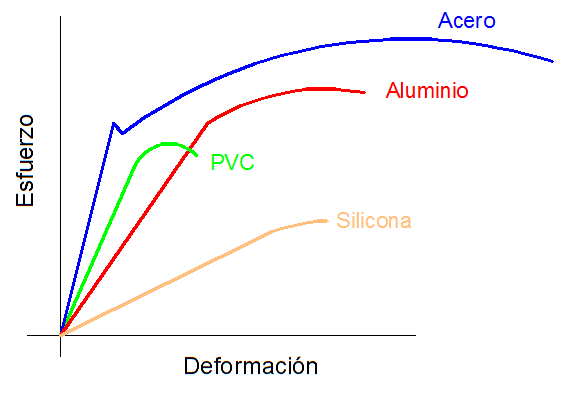 Acero
Aluminio
PVC
Silicona
Esfuerzo
Deformación